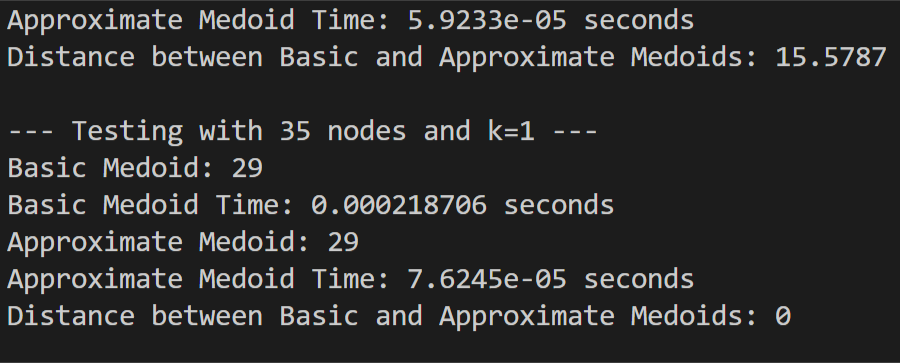 Approximate Medoid Time: 5.9233e-05 seconds
Distance between Basic and Approximate Medoids: 15.5787
--- Testing with 35 nodes and k=1 ---
Basic Medoid: 29
Basic Medoid Time: 0.000218706 seconds
Approximate Medoid: 29
Approximate Medoid Time: 7.6245e-05 seconds
Distance between Basic and Approximate Medoids: 0